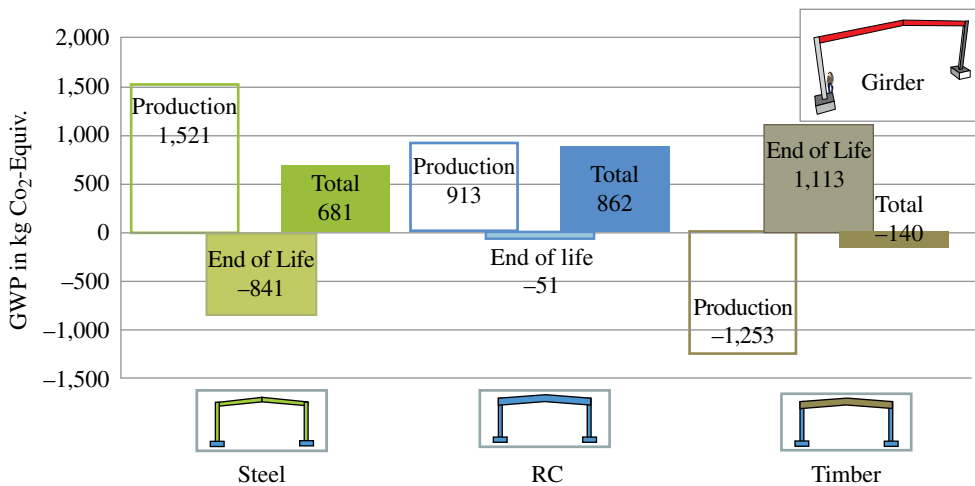 GWP in kg Co₂-Equiv.
2,000
1,500
1,000
500
0
–500
–1,000
–1,500
Production
1,521
End of Life
–841
Total
681
Production
913
End of life
–51
Total
862
Production
–1,253
End of Life
1,113
Total
–140
Girder
Steel
RC
Timber